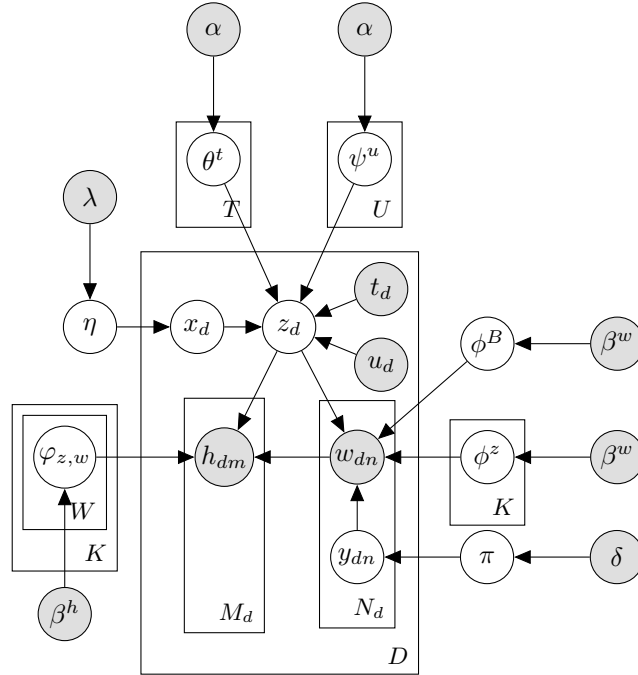 α α
θ^t ψ^u
T U
λ
t_d
η x_d z_d
ϕ^B β^w
u_d
φ_{z,w} h_{dm} w_{dn} ϕ^z β^w
W K
K y_{dn} π δ
β^h M_d N_d
D